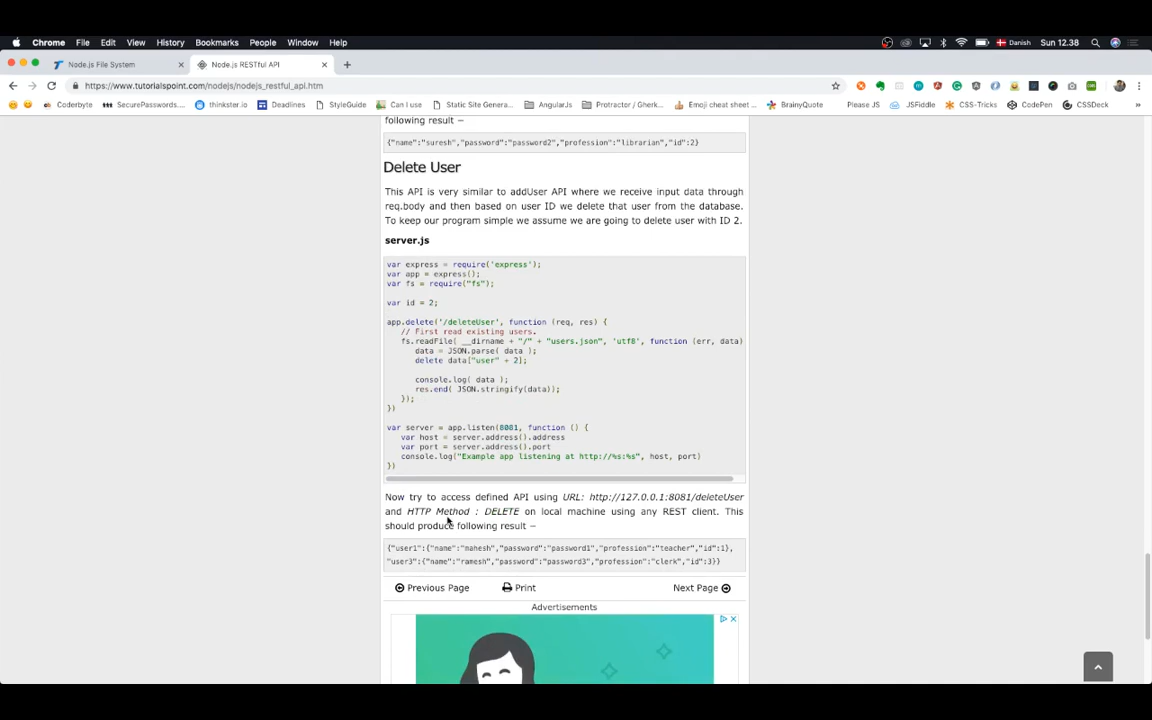 Chrome File Edit View History Bookmarks People Window Help Danish Sun 12.38
Node.js File System × Node.js RESTful API × +
https://www.tutorialspoint.com/nodejs/nodejs_restful_api.htm
Coderbyte SecurePasswords.... thinkster.io Deadlines StyleGuide Can I use Static Site Genera... AngularJs Protractor / Gherk... Emoji cheat sheet ... BrainyQuote Please JS JSFiddle CSS-Tricks CodePen CSSDeck »
following result −
{"name":"suresh","password":"password2","profession":"librarian","id":2}
Delete User
This API is very similar to addUser API where we receive input data through
req.body and then based on user ID we delete that user from the database.
To keep our program simple we assume we are going to delete user with ID 2.
server.js
var express = require('express');
var app = express();
var fs = require("fs");
var id = 2;
app.delete('/deleteUser', function (req, res) {
// First read existing users.
fs.readFile( __dirname + "/" + "users.json", 'utf8', function (err, data)
data = JSON.parse( data );
delete data["user" + 2];
console.log( data );
res.end( JSON.stringify(data));
});
})
var server = app.listen(8081, function () {
var host = server.address().address
var port = server.address().port
console.log("Example app listening at http://%s:%s", host, port)
})
Now try to access defined API using URL: http://127.0.0.1:8081/deleteUser
and HTTP Method : DELETE on local machine using any REST client. This
should produce following result −
{"user1":{"name":"mahesh","password":"password1","profession":"teacher","id":1},
"user3":{"name":"ramesh","password":"password3","profession":"clerk","id":3}}
Previous Page Print Next Page
Advertisements